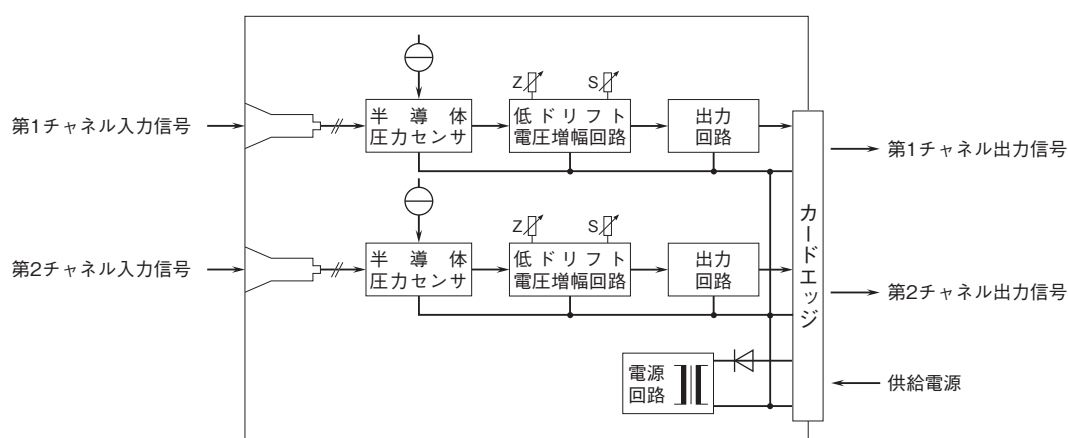 Z
S
第1チャネル入力信号
半導体
圧力センサ
低ドリフト
電圧増幅回路
出力
回路
第1チャネル出力信号
Z
S
第2チャネル入力信号
半導体
圧力センサ
低ドリフト
電圧増幅回路
出力
回路
カードエッジ
第2チャネル出力信号
電源
回路
供給電源